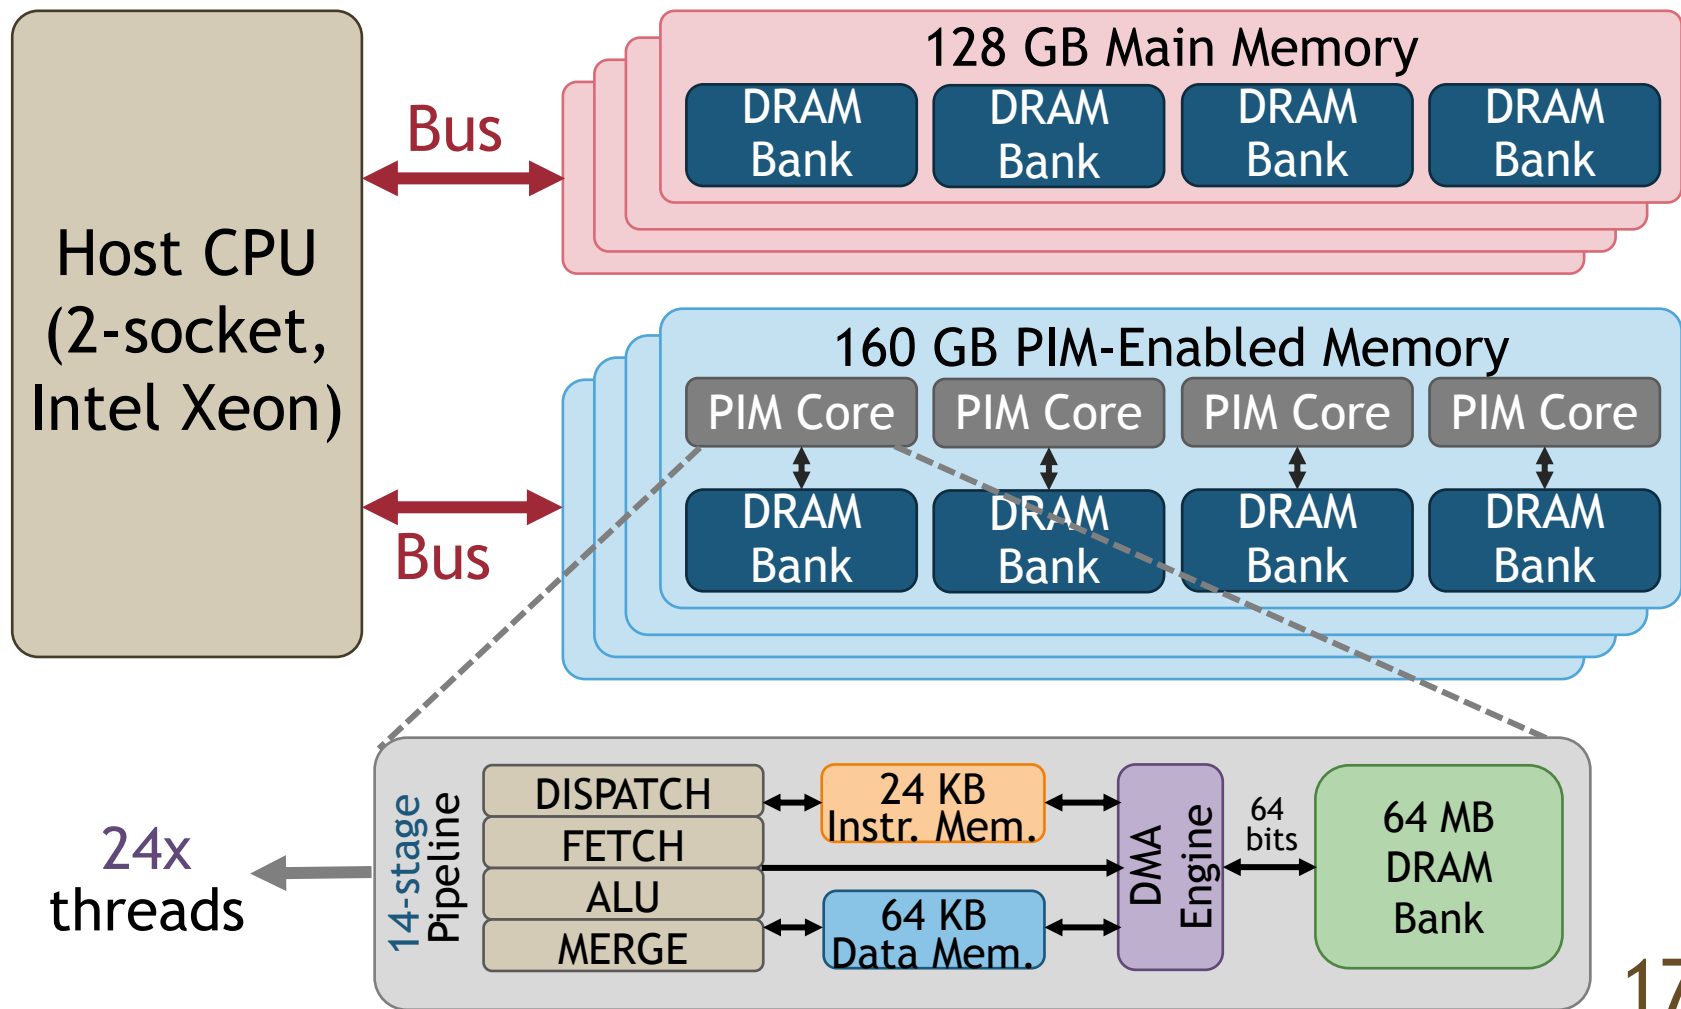 128 GB Main Memory
DRAM
Bank
DRAM
Bank
DRAM
Bank
DRAM
Bank
Bus
Host CPU
(2-socket,
Intel Xeon)
160 GB PIM-Enabled Memory
PIM Core
PIM Core
PIM Core
PIM Core
DRAM
Bank
DRAM
Bank
DRAM
Bank
DRAM
Bank
Bus
24x
threads
14-stage
Pipeline
DISPATCH
FETCH
ALU
MERGE
24 KB
Instr. Mem.
64 KB
Data Mem.
DMA
Engine
64
bits
64 MB
DRAM
Bank
17